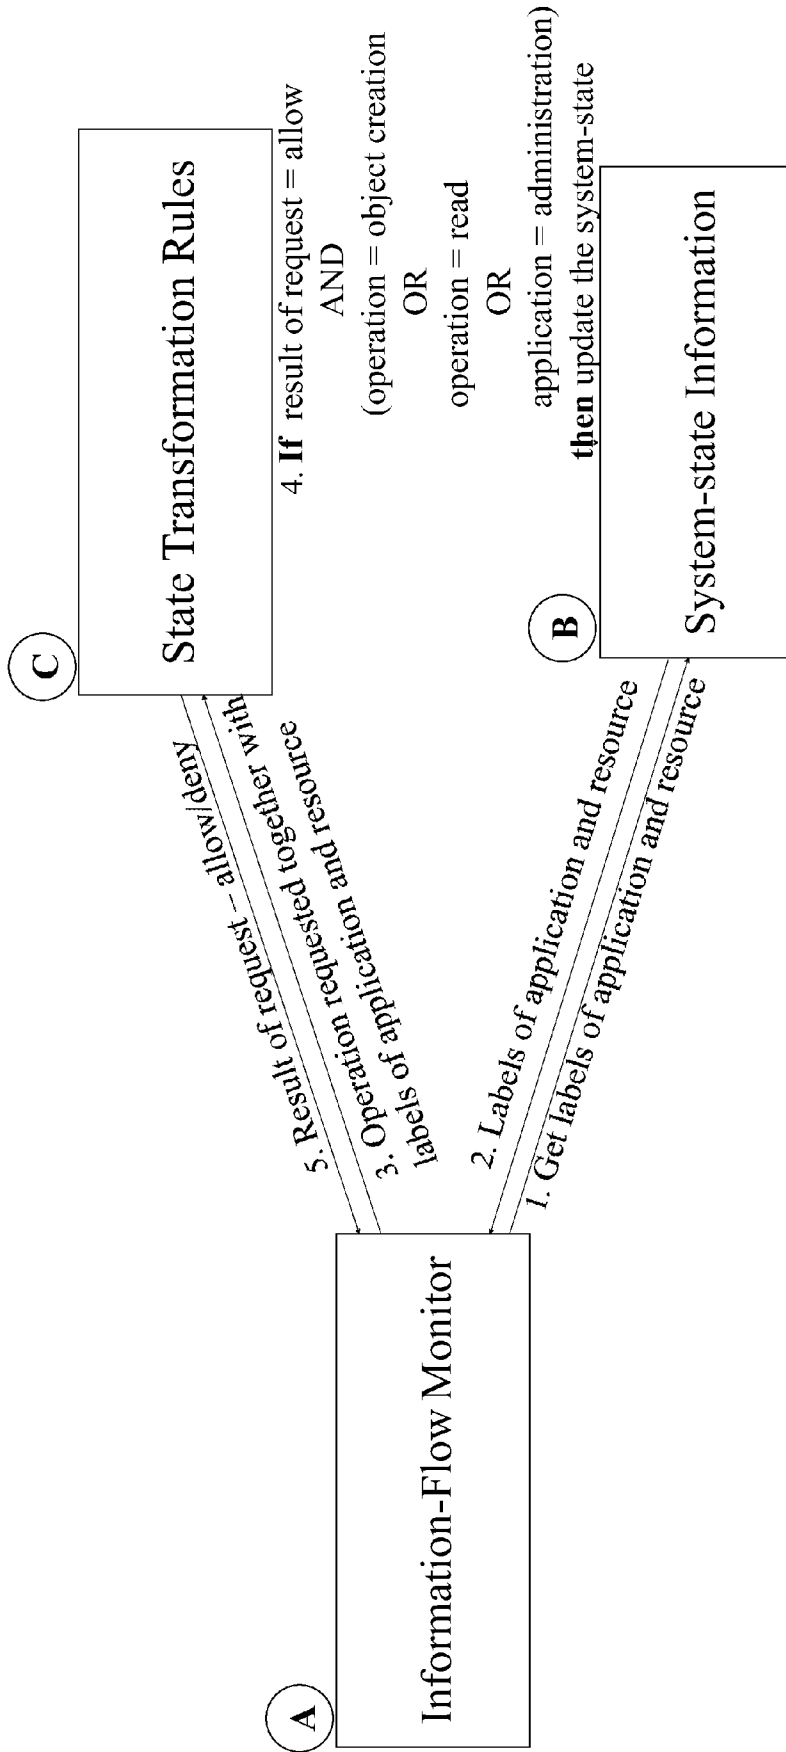 C
State Transformation Rules
4. If result of request = allow
AND
(operation = object creation
OR
operation = read
OR
application = administration)
then update the system-state
5. Result of request – allow/deny
3. Operation requested together with
labels of application and resource
A
Information-Flow Monitor
2. Labels of application and resource
1. Get labels of application and resource
B
System-state Information